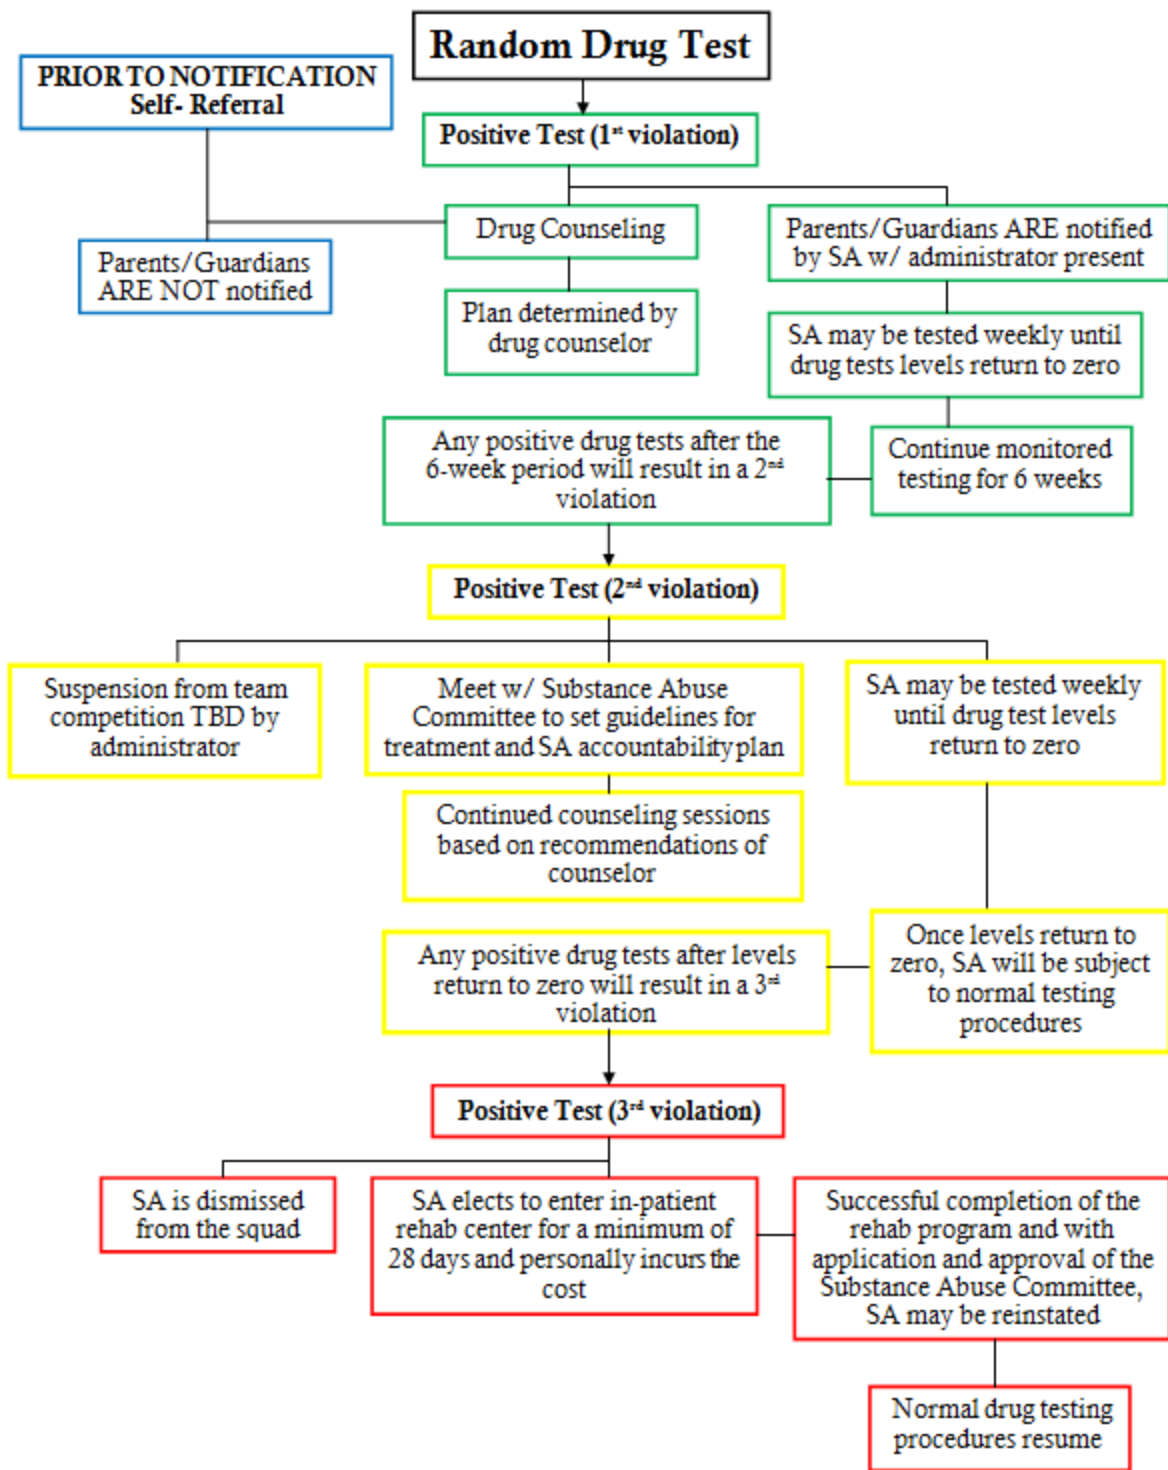 Random Drug Test
PRIOR TO NOTIFICATION
Self- Referral
Positive Test (1st violation)
Drug Counseling
Parents/Guardians ARE notified
by SA w/ administrator present
Parents/Guardians
ARE NOT notified
Plan determined by
drug counselor
SA may be tested weekly until
drug tests levels return to zero
Any positive drug tests after the
6-week period will result in a 2nd
violation
Continue monitored
testing for 6 weeks
Positive Test (2nd violation)
Suspension from team
competition TBD by
administrator
Meet w/ Substance Abuse
Committee to set guidelines for
treatment and SA accountability plan
SA may be tested weekly
until drug test levels
return to zero
Continued counseling sessions
based on recommendations of
counselor
Any positive drug tests after levels
return to zero will result in a 3rd
violation
Once levels return to
zero, SA will be subject
to normal testing
procedures
Positive Test (3rd violation)
SA is dismissed
from the squad
SA elects to enter in-patient
rehab center for a minimum of
28 days and personally incurs the
cost
Successful completion of the
rehab program and with
application and approval of the
Substance Abuse Committee,
SA may be reinstated
Normal drug testing
procedures resume